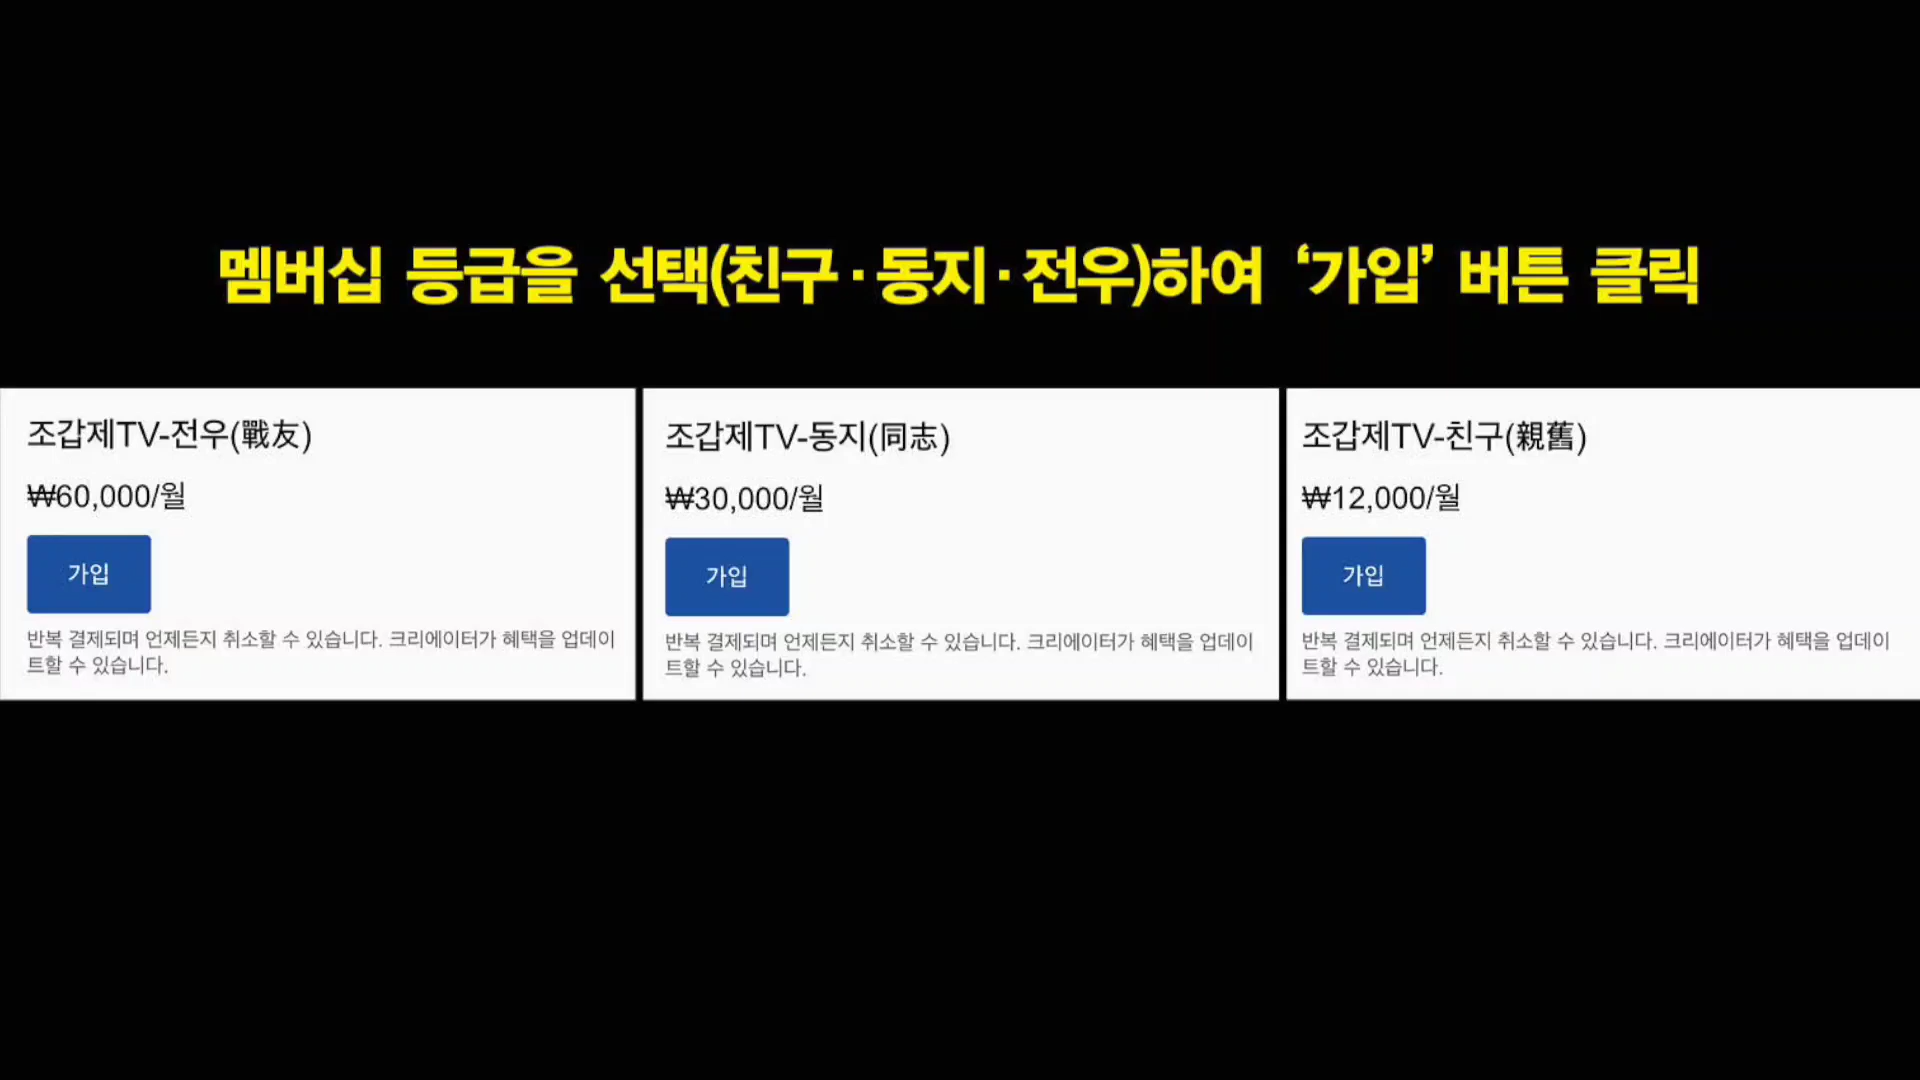 멤버십 등급을 선택(친구·동지·전우)하여 ‘가입’ 버튼 클릭
조갑제TV-전우(戰友)
₩60,000/월
가입
반복 결제되며 언제든지 취소할 수 있습니다. 크리에이터가 혜택을 업데이
트할 수 있습니다.
조갑제TV-동지(同志)
₩30,000/월
가입
반복 결제되며 언제든지 취소할 수 있습니다. 크리에이터가 혜택을 업데이
트할 수 있습니다.
조갑제TV-친구(親舊)
₩12,000/월
가입
반복 결제되며 언제든지 취소할 수 있습니다. 크리에이터가 혜택을 업데이
트할 수 있습니다.